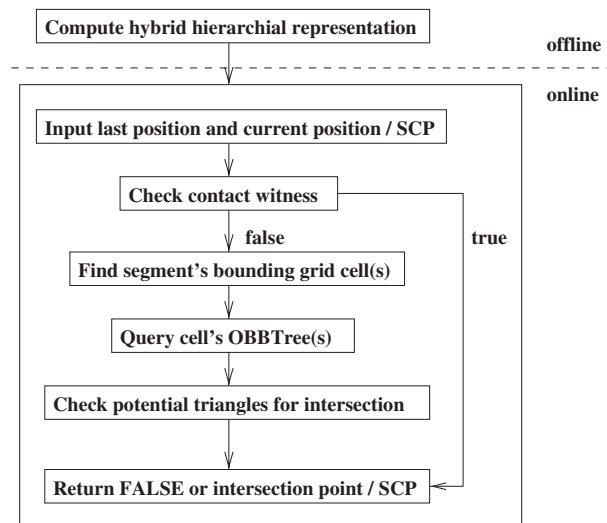 Compute hybrid hierarchial representation
offline
online
Input last position and current position / SCP
Check contact witness
false
true
Find segment's bounding grid cell(s)
Query cell's OBBTree(s)
Check potential triangles for intersection
Return FALSE or intersection point / SCP